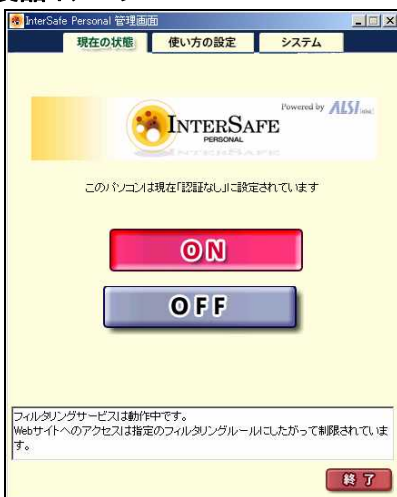 InterSafe Personal 管理画面
現在の状態 使い方の設定 システム
Powered by ALSI
INTERSAFE
PERSONAL
このパソコンは現在「認証なし」に設定されています
ON
OFF
フィルタリングサービスは動作中です。
Webサイトへのアクセスは指定のフィルタリングルールにしたがって制限されていま
す。
終了